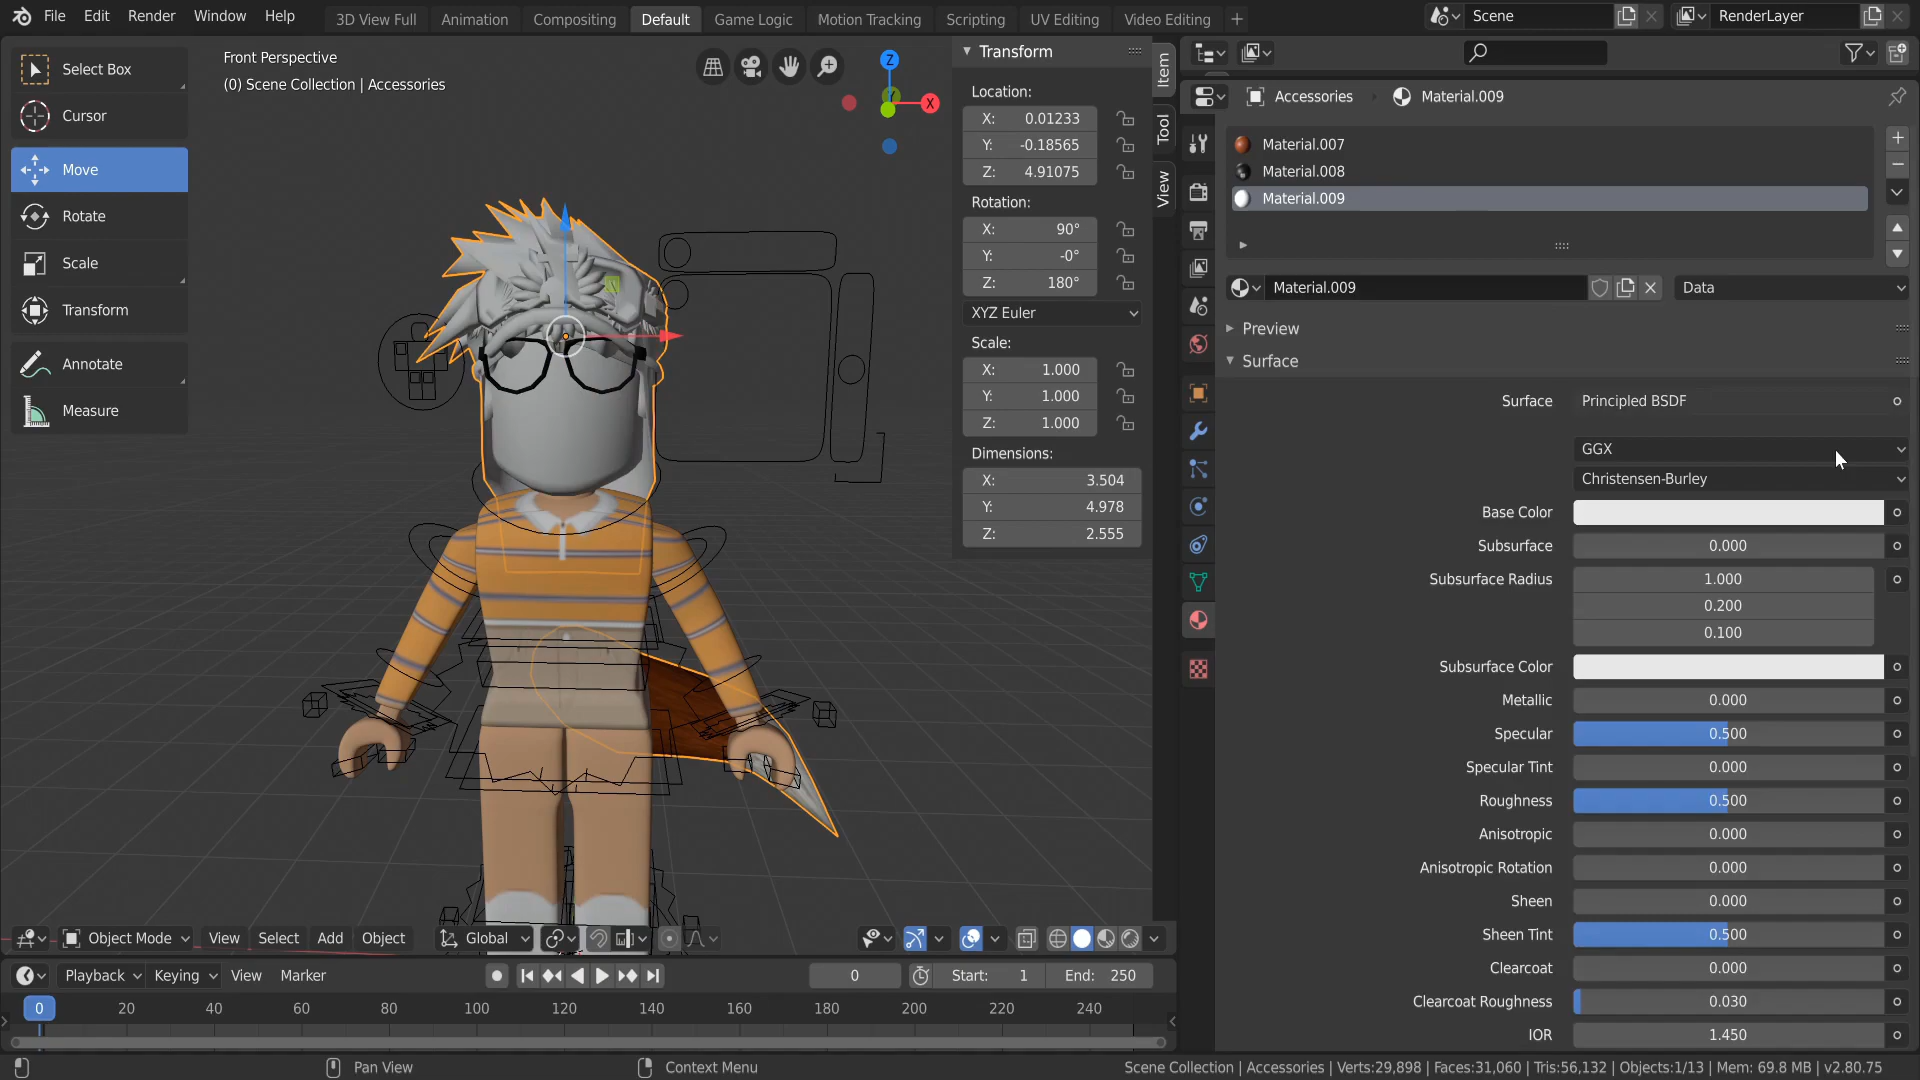 File Edit Render Window Help
3D View Full Animation Compositing Default Game Logic Motion Tracking Scripting UV Editing Video Editing +
Scene
RenderLayer
Select Box
Cursor
Move
Rotate
Scale
Transform
Annotate
Measure
Front Perspective
(0) Scene Collection | Accessories
Z
X
Y
Transform
Location:
X: 0.01233
Y: -0.18565
Z: 4.91075
Rotation:
X: 90°
Y: -0°
Z: 180°
XYZ Euler
Scale:
X: 1.000
Y: 1.000
Z: 1.000
Dimensions:
X: 3.504
Y: 4.978
Z: 2.555
Item
Tool
View
Accessories
Material.009
Material.007
Material.008
Material.009
Material.009
Data
Preview
Surface
Surface Principled BSDF
GGX
Christensen-Burley
Base Color
Subsurface 0.000
Subsurface Radius 1.000
0.200
0.100
Subsurface Color
Metallic 0.000
Specular 0.500
Specular Tint 0.000
Roughness 0.500
Anisotropic 0.000
Anisotropic Rotation 0.000
Sheen 0.000
Sheen Tint 0.500
Clearcoat 0.000
Clearcoat Roughness 0.030
IOR 1.450
Object Mode View Select Add Object Global
Playback Keying View Marker
0 Start: 1 End: 250
0 20 40 60 80 100 120 140 160 180 200 220 240
Pan View
Context Menu
Scene Collection | Accessories | Verts:29,898 | Faces:31,060 | Tris:56,132 | Objects:1/13 | Mem: 69.8 MB | v2.80.75